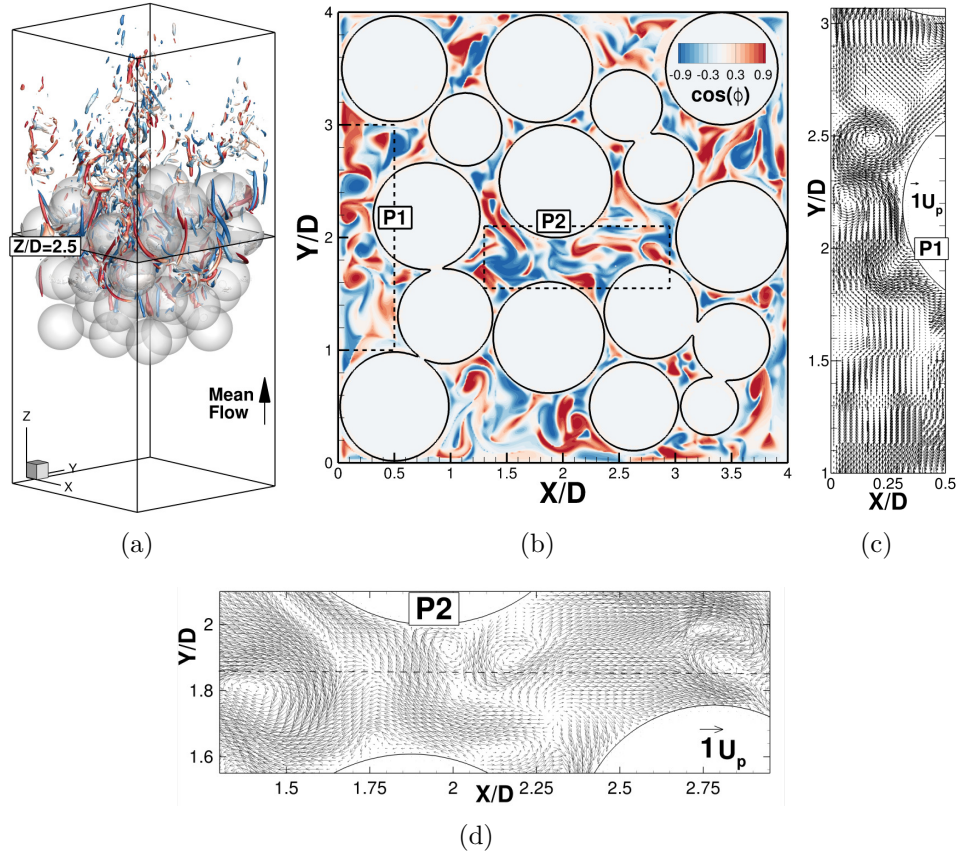 Z/D=2.5
Mean
Flow
Z
Y
X
(a)
4
3
2
1
0
Y/D
0
0.5
1
1.5
2
2.5
3
3.5
4
X/D
-0.9 -0.3 0.3 0.9
cos(ϕ)
P1
P2
(b)
3
2.5
2
1.5
1
Y/D
0
0.25
0.5
X/D
1U_p
P1
(c)
P2
2
1.8
1.6
Y/D
1.5
1.75
2
2.25
2.5
2.75
X/D
1U_p
(d)